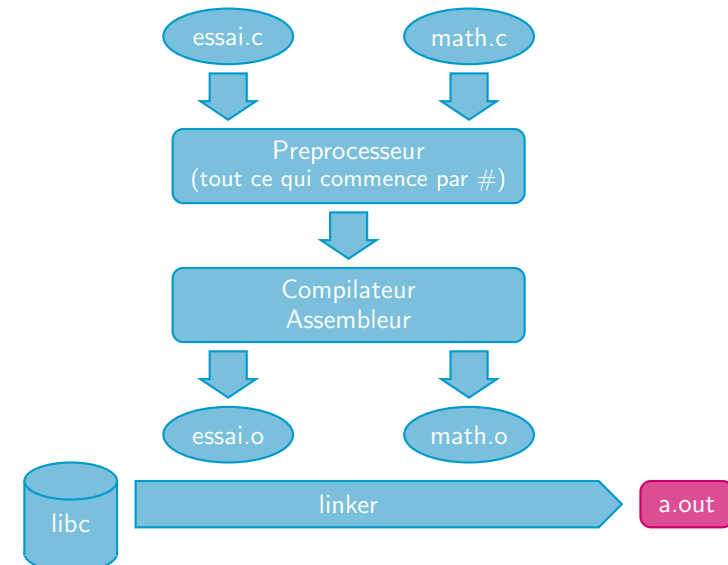 essai.c
math.c
Preprocesseur
(tout ce qui commence par #)
Compilateur
Assembleur
essai.o
math.o
libc
linker
a.out